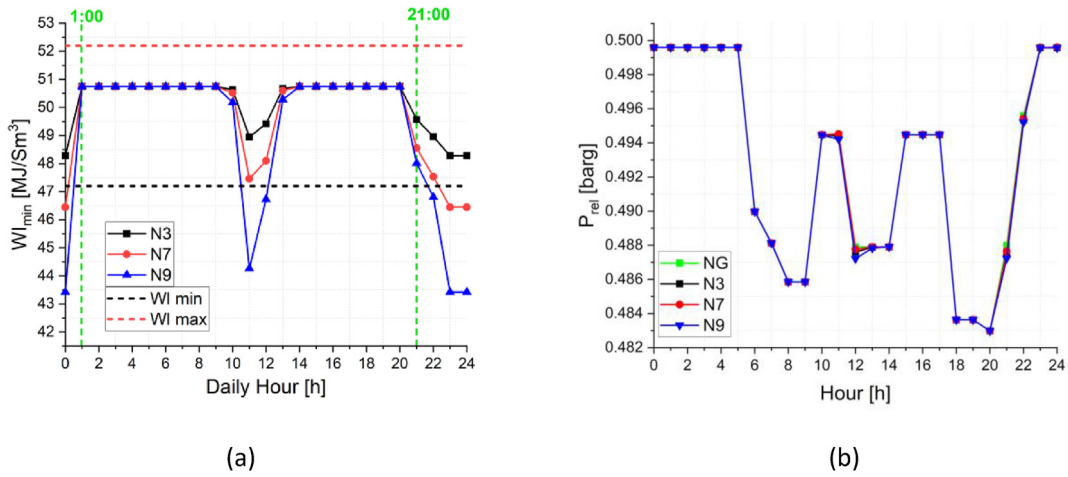 1:00
21:00
53
52
51
50
49
48
47
46
45
44
43
42
WI_min [MJ/Sm³]
N3
N7
N9
WI min
WI max
0 2 4 6 8 10 12 14 16 18 20 22 24
Daily Hour [h]
(a)
0.500
0.498
0.496
0.494
0.492
0.490
0.488
0.486
0.484
0.482
P_rel [barg]
NG
N3
N7
N9
0 2 4 6 8 10 12 14 16 18 20 22 24
Hour [h]
(b)